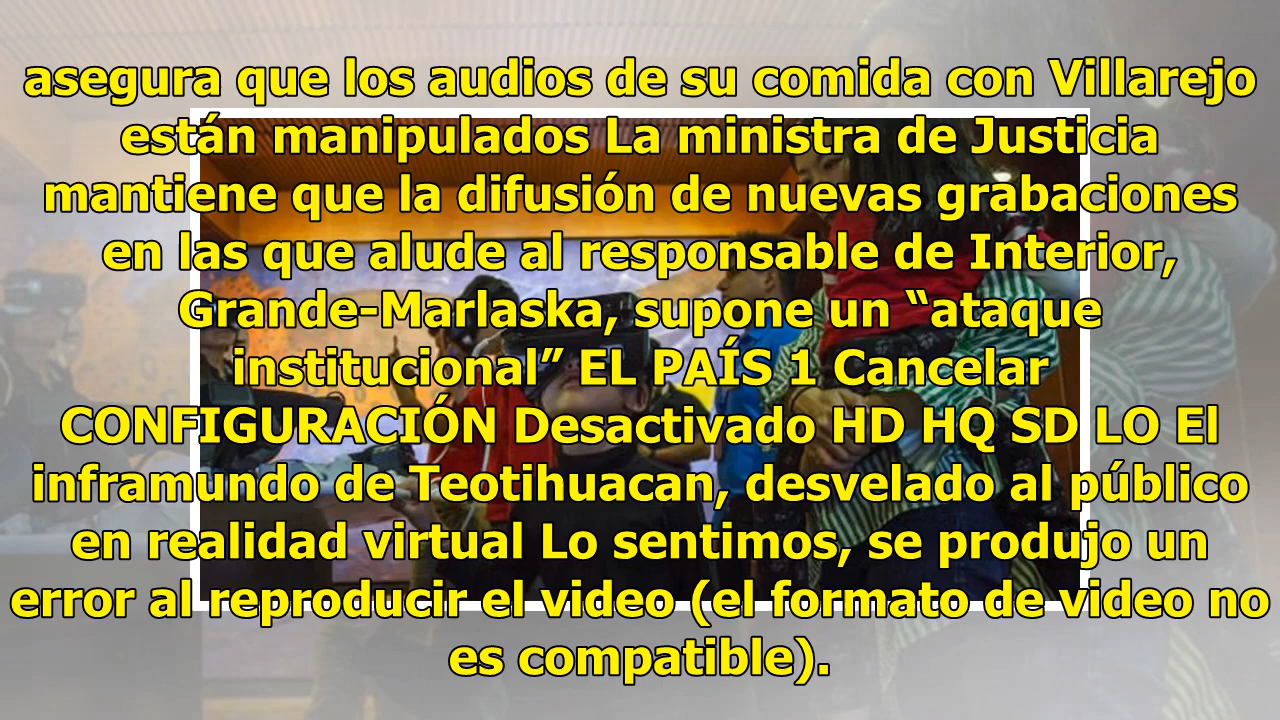 asegura que los audios de su comida con Villarejo
están manipulados La ministra de Justicia
mantiene que la difusión de nuevas grabaciones
en las que alude al responsable de Interior,
Grande-Marlaska, supone un “ataque
institucional” EL PAÍS 1 Cancelar
CONFIGURACIÓN Desactivado HD HQ SD LO El
inframundo de Teotihuacan, desvelado al público
en realidad virtual Lo sentimos, se produjo un
error al reproducir el video (el formato de video no
es compatible).